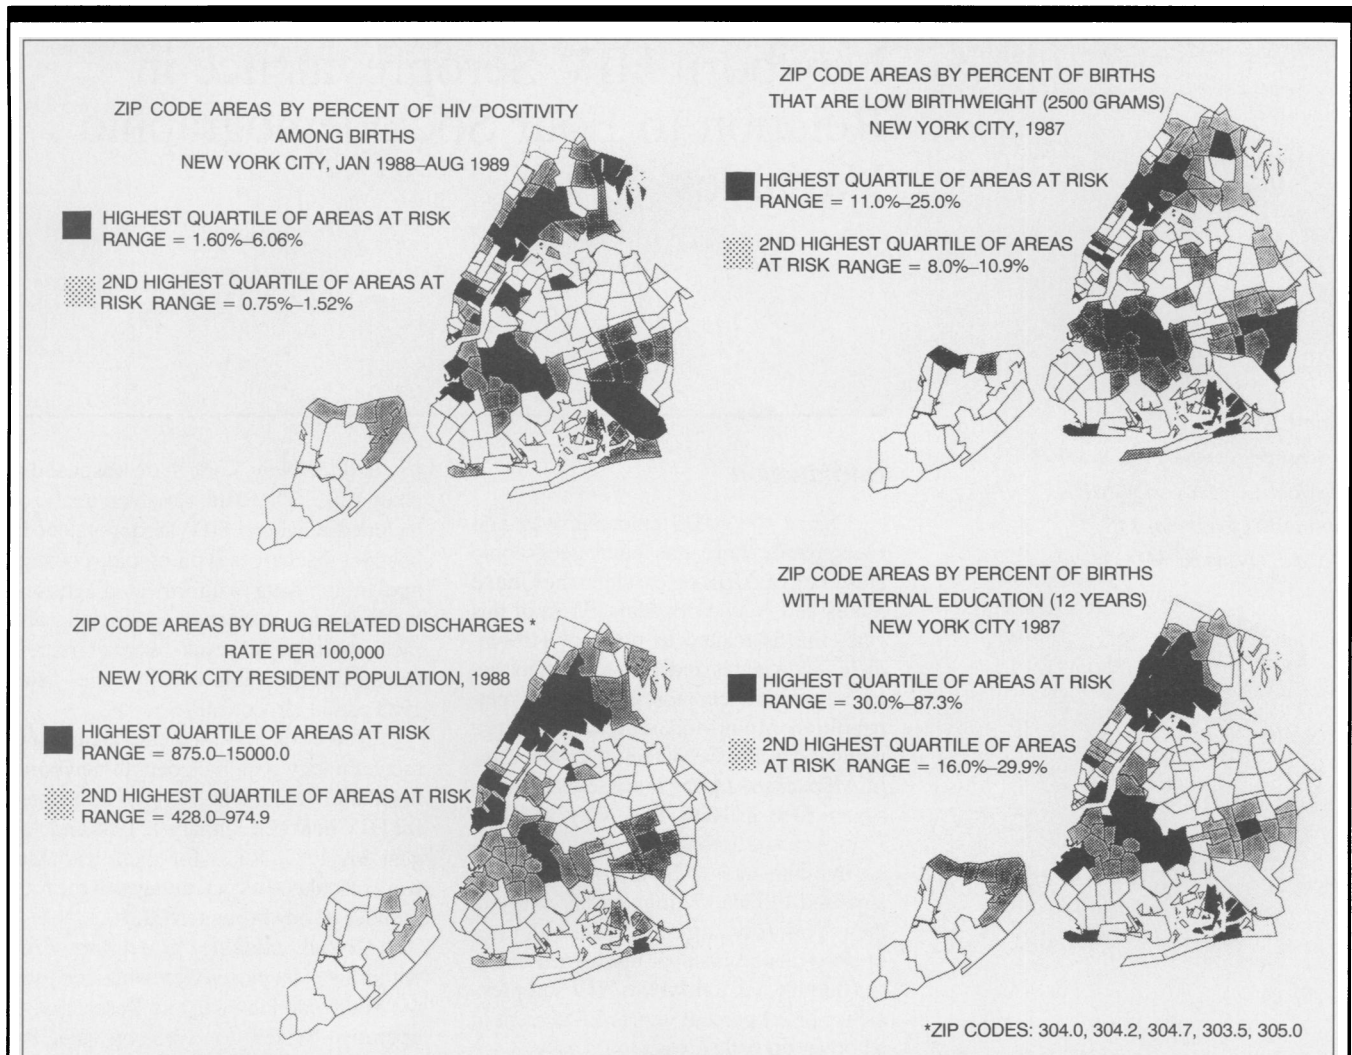 ZIP CODE AREAS BY PERCENT OF HIV POSITIVITY
AMONG BIRTHS
NEW YORK CITY, JAN 1988–AUG 1989
HIGHEST QUARTILE OF AREAS AT RISK
RANGE = 1.60%–6.06%
2ND HIGHEST QUARTILE OF AREAS AT
RISK RANGE = 0.75%–1.52%
ZIP CODE AREAS BY PERCENT OF BIRTHS
THAT ARE LOW BIRTHWEIGHT (2500 GRAMS)
NEW YORK CITY, 1987
HIGHEST QUARTILE OF AREAS AT RISK
RANGE = 11.0%–25.0%
2ND HIGHEST QUARTILE OF AREAS
AT RISK RANGE = 8.0%–10.9%
ZIP CODE AREAS BY DRUG RELATED DISCHARGES *
RATE PER 100,000
NEW YORK CITY RESIDENT POPULATION, 1988
HIGHEST QUARTILE OF AREAS AT RISK
RANGE = 875.0–15000.0
2ND HIGHEST QUARTILE OF AREAS AT RISK
RANGE = 428.0–974.9
ZIP CODE AREAS BY PERCENT OF BIRTHS
WITH MATERNAL EDUCATION (12 YEARS)
NEW YORK CITY 1987
HIGHEST QUARTILE OF AREAS AT RISK
RANGE = 30.0%–87.3%
2ND HIGHEST QUARTILE OF AREAS
AT RISK RANGE = 16.0%–29.9%
*ZIP CODES: 304.0, 304.2, 304.7, 303.5, 305.0